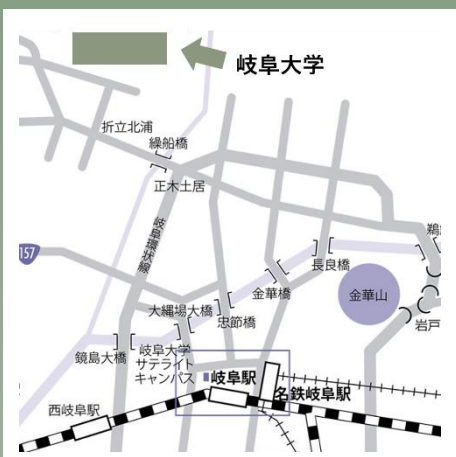 岐阜大学
折立北浦
繰船橋
正木土居
岐阜環状線
157
長良橋
金華橋
金華山
大縄場大橋
忠節橋
岩戸
鏡島大橋
岐阜大学
サテライト
キャンパス
岐阜駅
名鉄岐阜駅
西岐阜駅